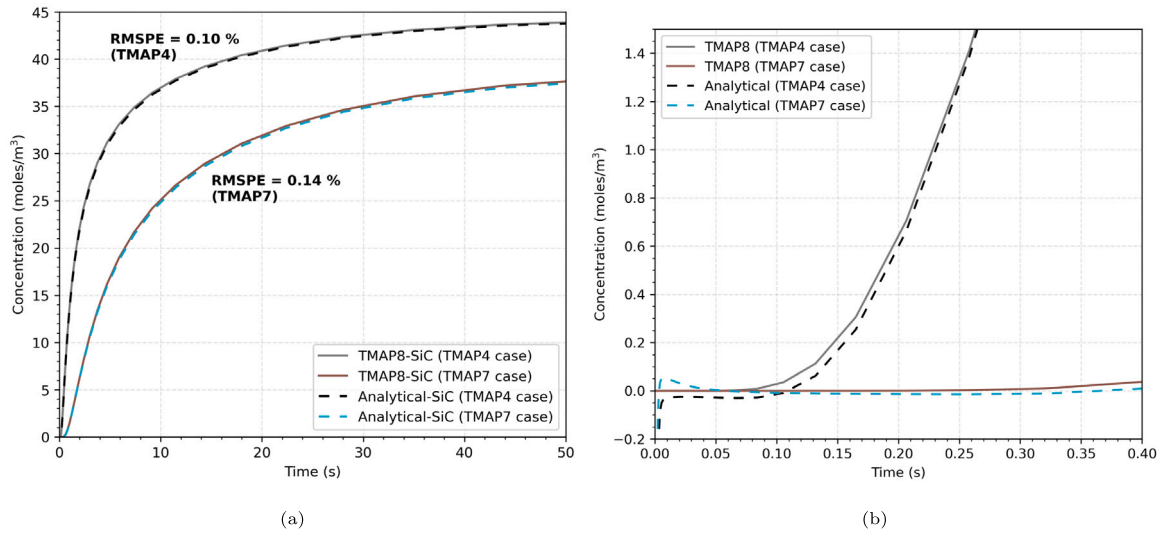 45
40
35
30
25
20
15
10
5
0
Concentration (moles/m³)
RMSPE = 0.10 %
(TMAP4)
RMSPE = 0.14 %
(TMAP7)
TMAP8-SiC (TMAP4 case)
TMAP8-SiC (TMAP7 case)
Analytical-SiC (TMAP4 case)
Analytical-SiC (TMAP7 case)
0 10 20 30 40 50
Time (s)
(a)
1.4
1.2
1.0
0.8
0.6
0.4
0.2
0.0
−0.2
Concentration (moles/m³)
TMAP8 (TMAP4 case)
TMAP8 (TMAP7 case)
Analytical (TMAP4 case)
Analytical (TMAP7 case)
0.00 0.05 0.10 0.15 0.20 0.25 0.30 0.35 0.40
Time (s)
(b)